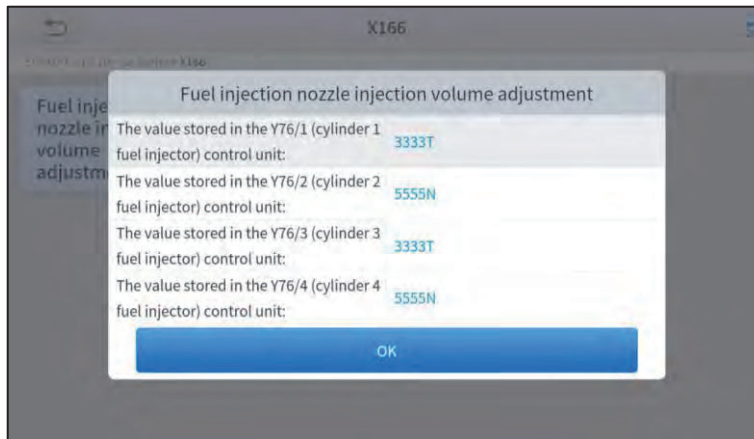 X166
X166
Fuel inje
nozzle in
volume
adjustm
Fuel injection nozzle injection volume adjustment
The value stored in the Y76/1 (cylinder 1
fuel injector) control unit:
3333T
The value stored in the Y76/2 (cylinder 2
fuel injector) control unit:
5555N
The value stored in the Y76/3 (cylinder 3
fuel injector) control unit:
3333T
The value stored in the Y76/4 (cylinder 4
fuel injector) control unit:
5555N
OK